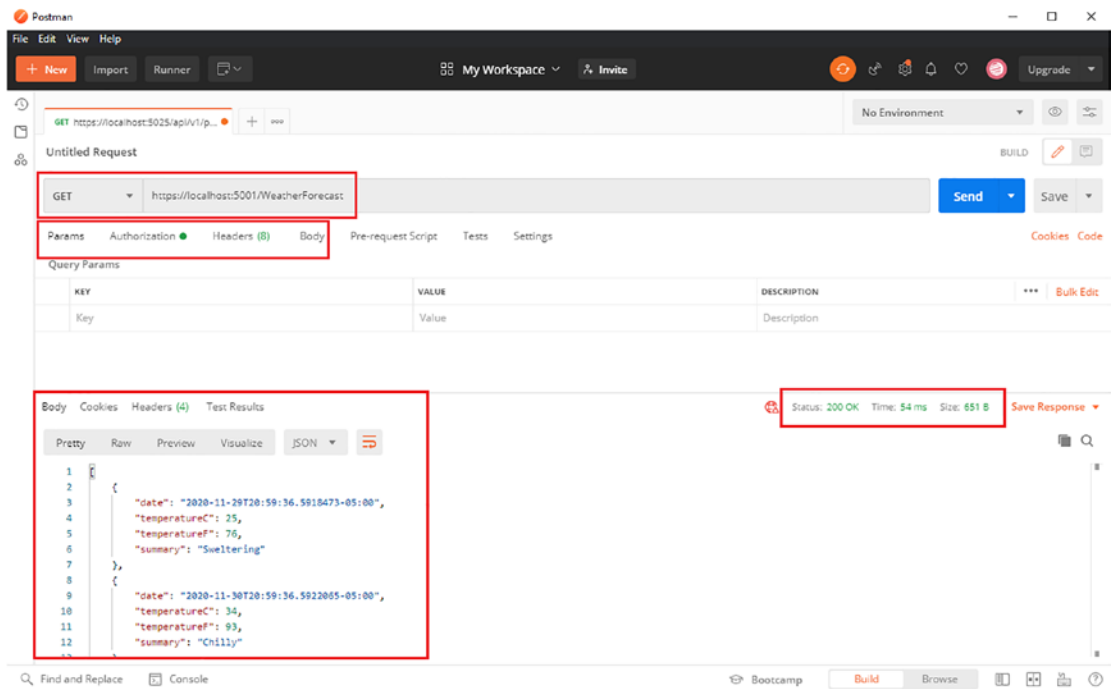 Postman
File Edit View Help
+ New Import Runner My Workspace Invite Upgrade
GET https://localhost:5025/api/v1/p... + ooo No Environment
Untitled Request BUILD
GET https://localhost:5001/WeatherForecast Send Save
Params Authorization Headers (8) Body Pre-request Script Tests Settings Cookies Code
Query Params
KEY VALUE DESCRIPTION ••• Bulk Edit
Key Value Description
Body Cookies Headers (4) Test Results Status: 200 OK Time: 54 ms Size: 651 B Save Response
Pretty Raw Preview Visualize JSON
1 [
2 {
3 "date": "2020-11-29T20:59:36.5918473-05:00",
4 "temperatureC": 25,
5 "temperatureF": 76,
6 "summary": "Sweltering"
7 },
8 {
9 "date": "2020-11-30T20:59:36.5922065-05:00",
10 "temperatureC": 34,
11 "temperatureF": 93,
12 "summary": "Chilly"
Find and Replace Console Bootcamp Build Browse